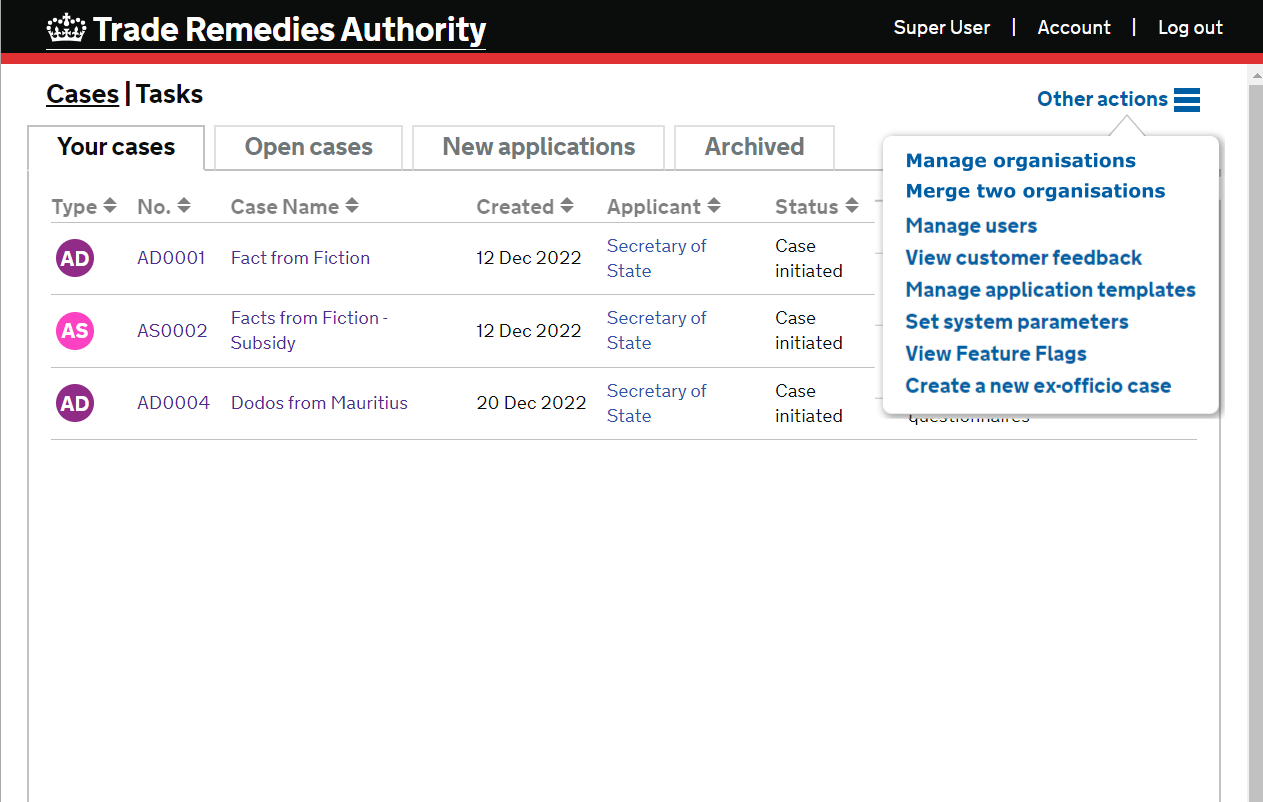 Trade Remedies Authority
Super User | Account | Log out
Cases | Tasks
Other actions
Your cases
Open cases
New applications
Archived
Manage organisations
Merge two organisations
Manage users
View customer feedback
Manage application templates
Set system parameters
View Feature Flags
Create a new ex-officio case
Type No. Case Name Created Applicant Status
AD AD0001 Fact from Fiction 12 Dec 2022 Secretary of
State
Case
initiated
AS AS0002 Facts from Fiction -
Subsidy
12 Dec 2022 Secretary of
State
Case
initiated
AD AD0004 Dodos from Mauritius 20 Dec 2022 Secretary of
State
Case
initiated
questionnaires